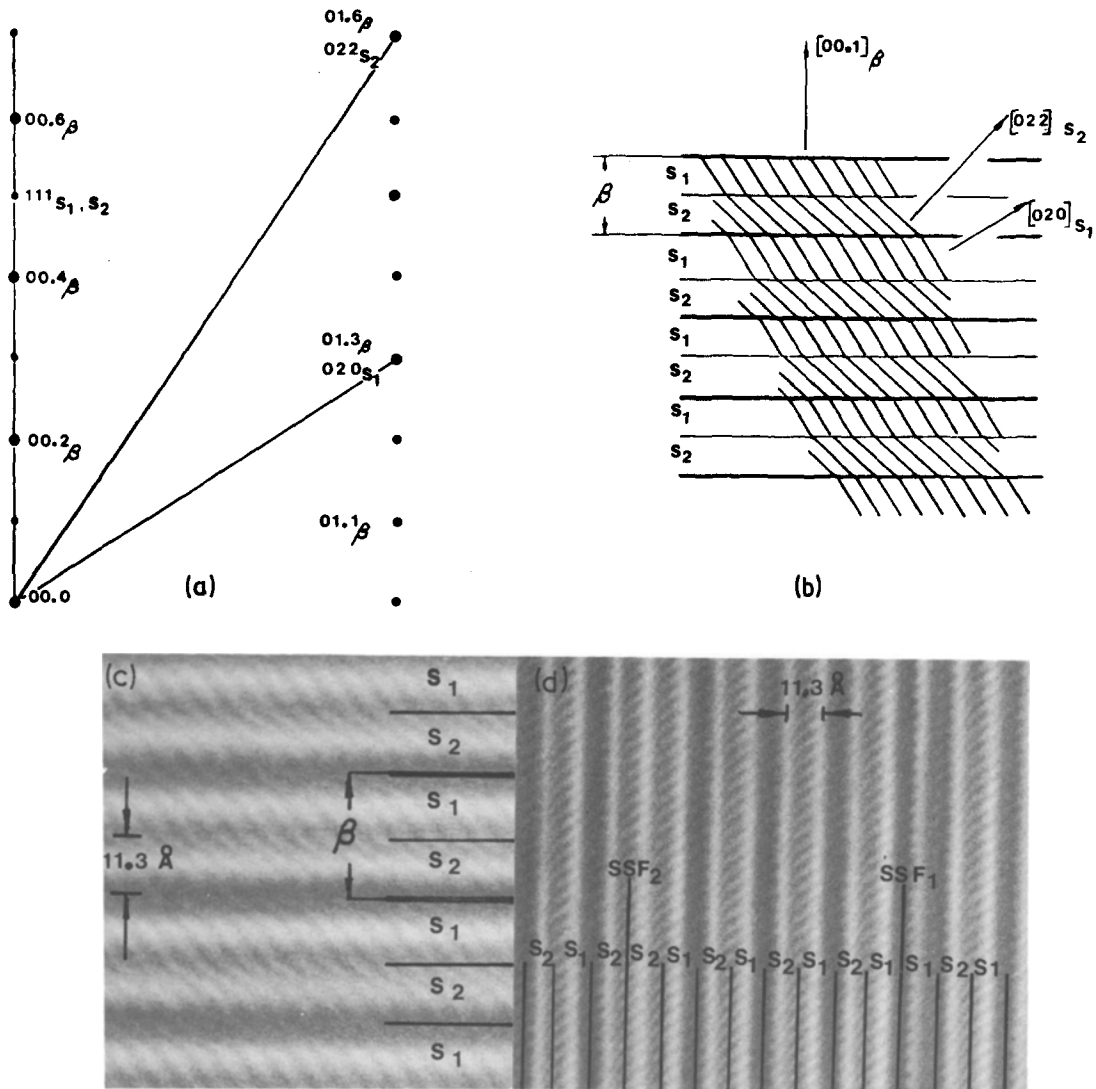 01.6β
022S2
00.6β
111S1,S2
00.4β
01.3β
020S1
00.2β
01.1β
00.0
(a)
[00.1]β
[022]S2
β
S1
[020]S1
S2
S1
S2
S1
S2
S1
S2
(b)
(c)
S1
S2
S1
β
11.3 Å
S2
S1
S2
S1
(d)
11.3 Å
SSF2
SSF1
S2 S1 S2 S2 S1 S2 S1 S2 S1 S2 S1 S1 S2 S1